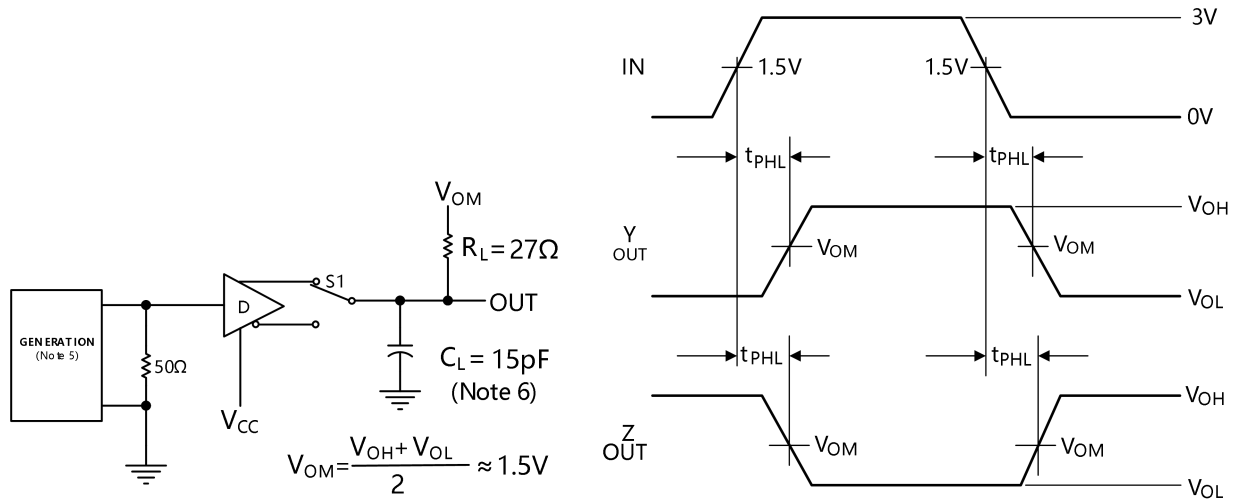 GENERATION
(Note 5)
50Ω
D
VCC
S1
VOM
RL = 27Ω
OUT
CL = 15pF
(Note 6)
VOM = VOH + VOL / 2 ≈ 1.5V
IN
1.5V
1.5V
3V
0V
tPHL
tPHL
Y
OUT
VOM
VOM
VOH
VOL
tPHL
tPHL
Z
OUT
VOM
VOM
VOH
VOL